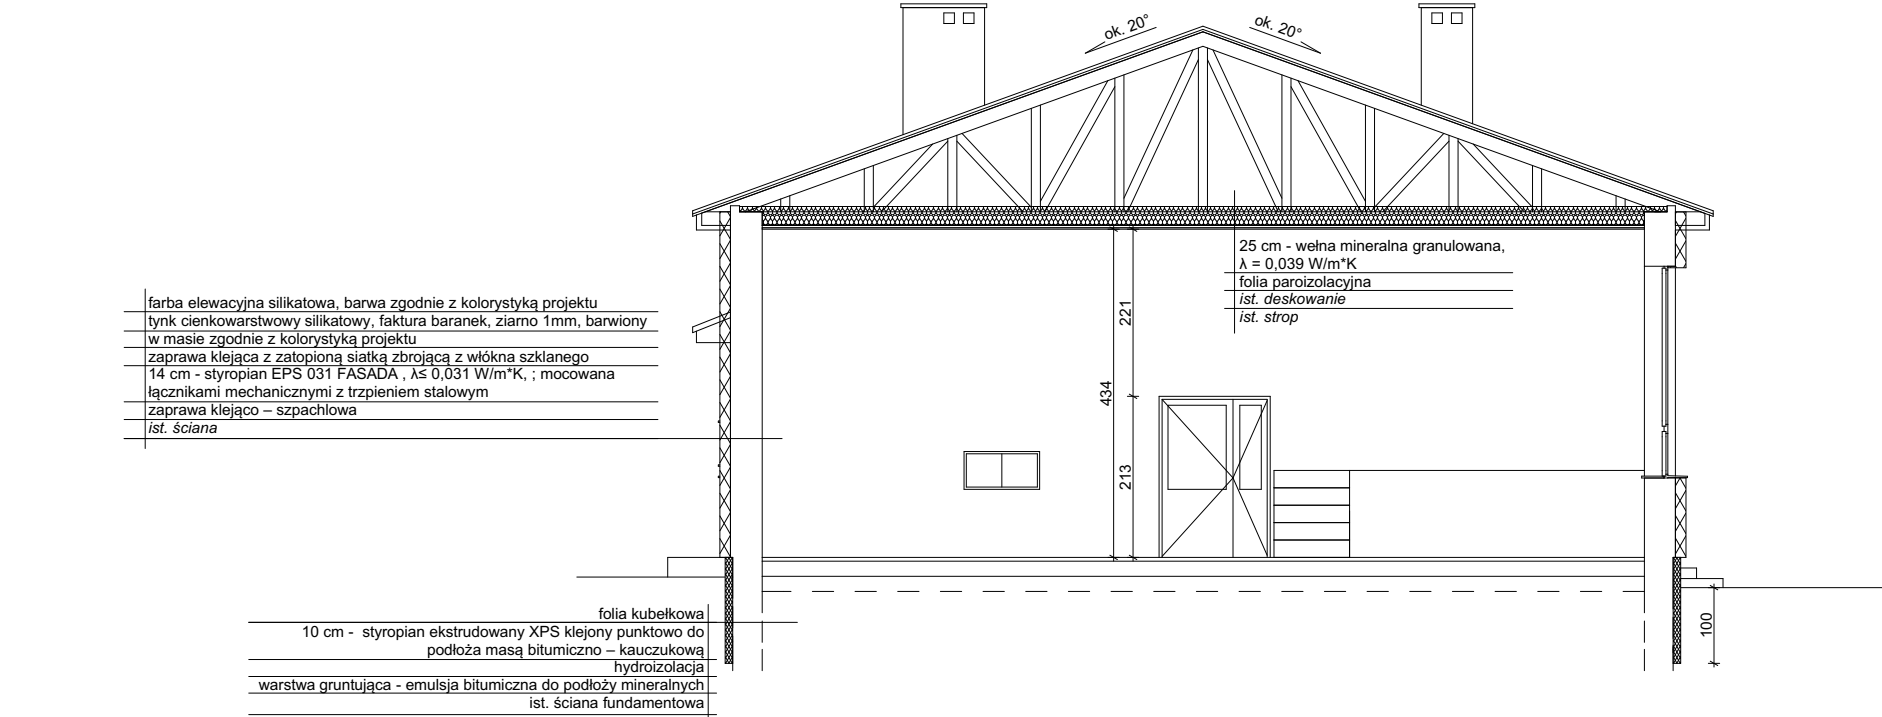 ok. 20°
ok. 20°
25 cm - wełna mineralna granulowana,
λ = 0,039 W/m*K
folia paroizolacyjna
ist. deskowanie
ist. strop
farba elewacyjna silikatowa, barwa zgodnie z kolorystyką projektu
tynk cienkowarstwowy silikatowy, faktura baranek, ziarno 1mm, barwiony
w masie zgodnie z kolorystyką projektu
zaprawa klejąca z zatopioną siatką zbrojącą z włókna szklanego
14 cm - styropian EPS 031 FASADA , λ≤ 0,031 W/m*K, ; mocowana
łącznikami mechanicznymi z trzpieniem stalowym
zaprawa klejąco – szpachlowa
ist. ściana
221
434
213
folia kubełkowa
10 cm - styropian ekstrudowany XPS klejony punktowo do
podłoża masą bitumiczno – kauczukową
hydroizolacja
warstwa gruntująca - emulsja bitumiczna do podłoży mineralnych
ist. ściana fundamentowa
100